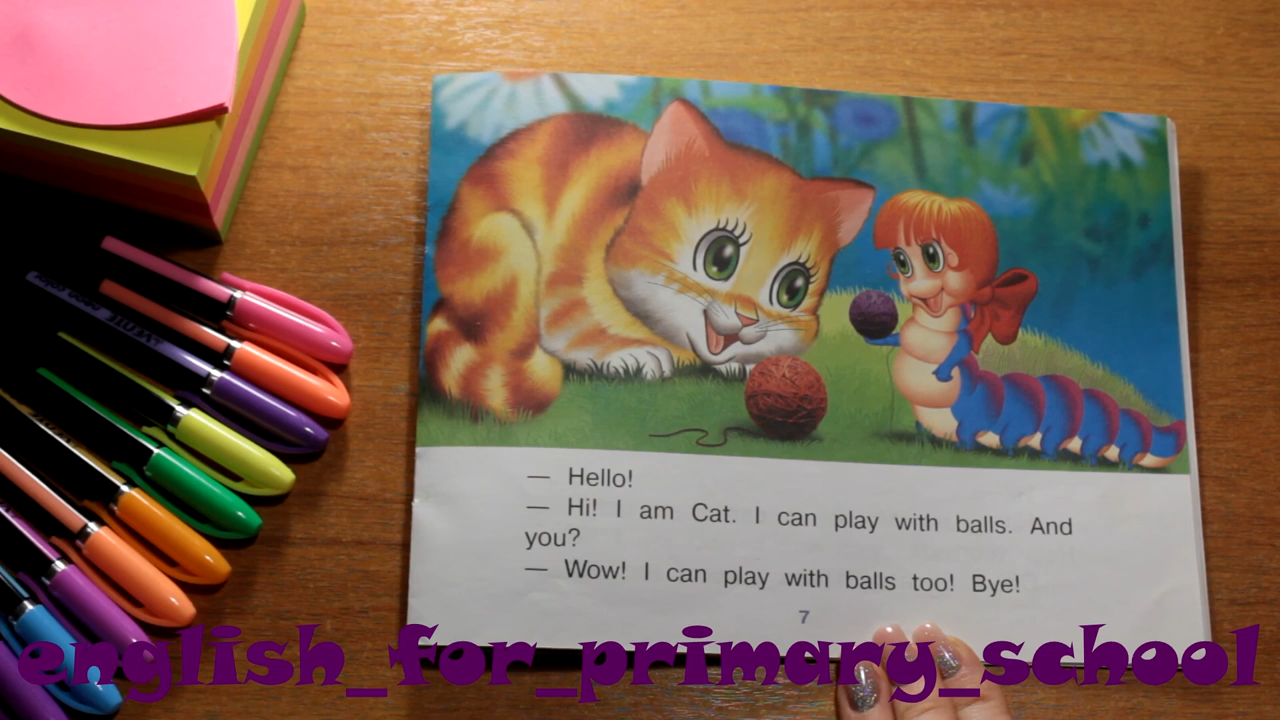 — Hello!
— Hi! I am Cat. I can play with balls. And
you?
— Wow! I can play with balls too! Bye!
7
english_for_primary_school